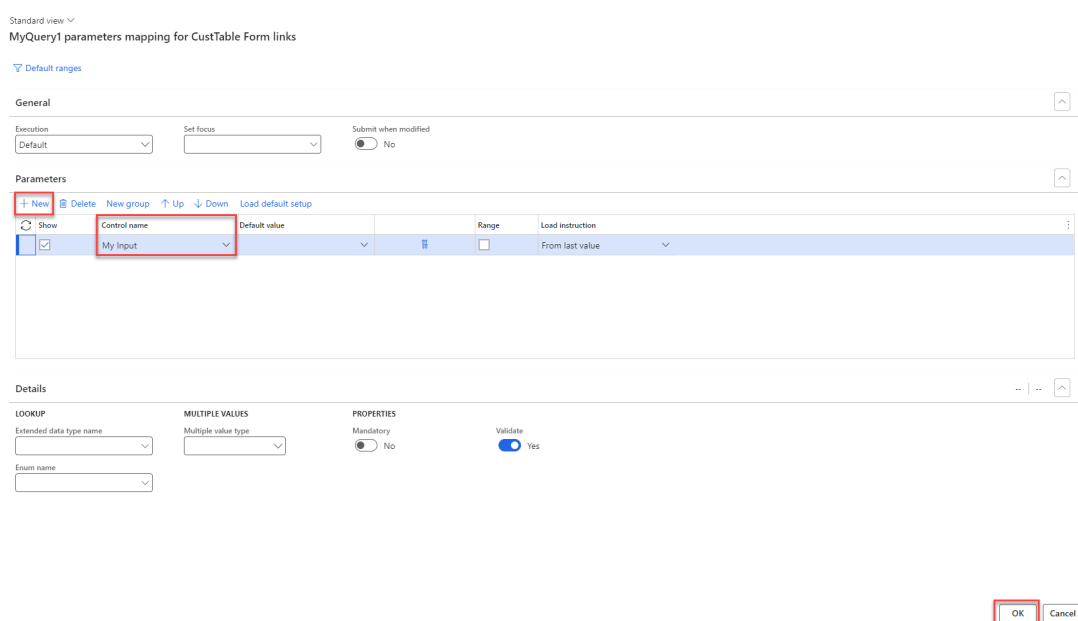 Standard view
MyQuery1 parameters mapping for CustTable Form links
Default ranges
General
Execution Set focus Submit when modified
Default No
Parameters
New Delete New group Up Down Load default setup
Show Control name Default value Range Load instruction
My Input From last value
Details -- --
LOOKUP MULTIPLE VALUES PROPERTIES
Extended data type name Multiple value type Mandatory Validate
No Yes
Enum name
OK Cancel